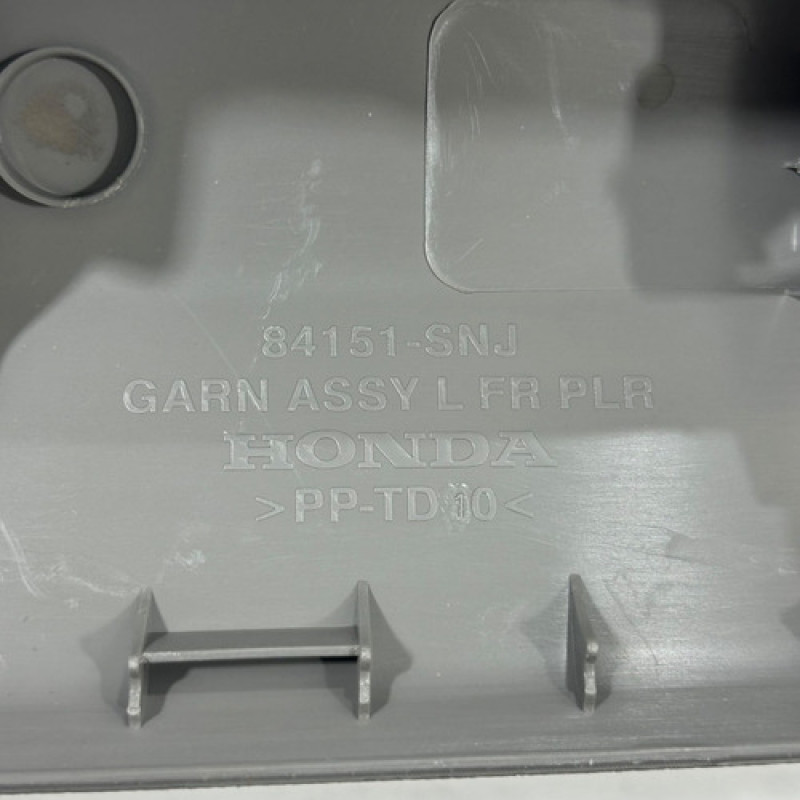 84151-SNJ
GARN ASSY L FR PLR
HONDA
>PP-TD10<